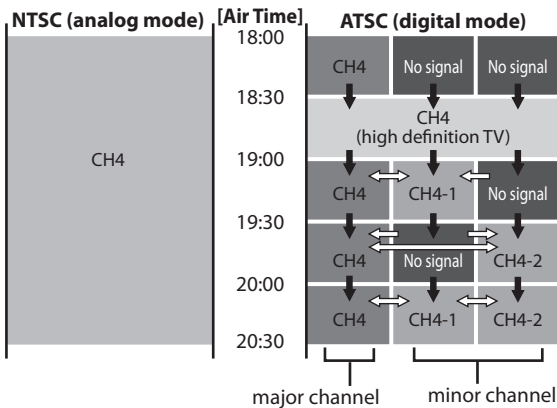 NTSC (analog mode) [Air Time] ATSC (digital mode)
18:00
CH4 No signal No signal
18:30
CH4
(high definition TV)
CH4
19:00
CH4 CH4-1 No signal
19:30
CH4 No signal CH4-2
20:00
CH4 CH4-1 CH4-2
20:30
major channel minor channel